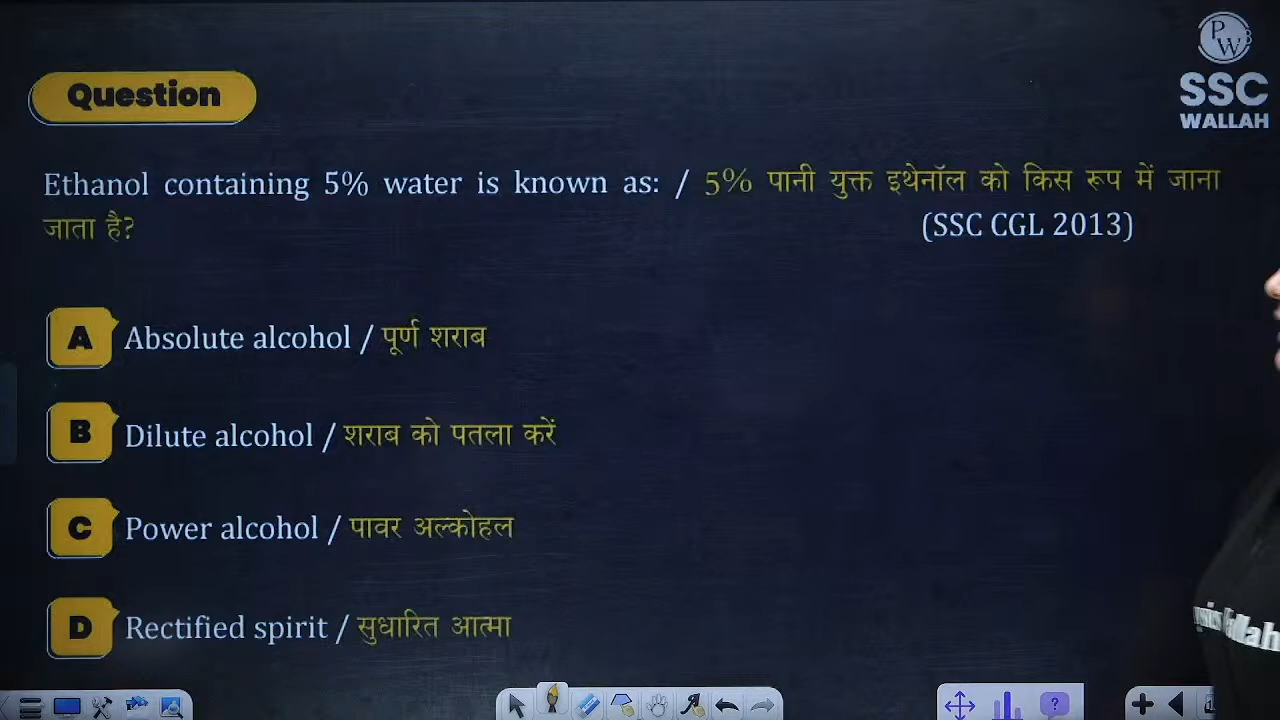 PW
SSC
WALLAH
Question
Ethanol containing 5% water is known as: / 5% पानी युक्त इथेनॉल को किस रूप में जाना
जाता है? (SSC CGL 2013)
A Absolute alcohol / पूर्ण शराब
B Dilute alcohol / शराब को पतला करें
C Power alcohol / पावर अल्कोहल
D Rectified spirit / सुधारित आत्मा